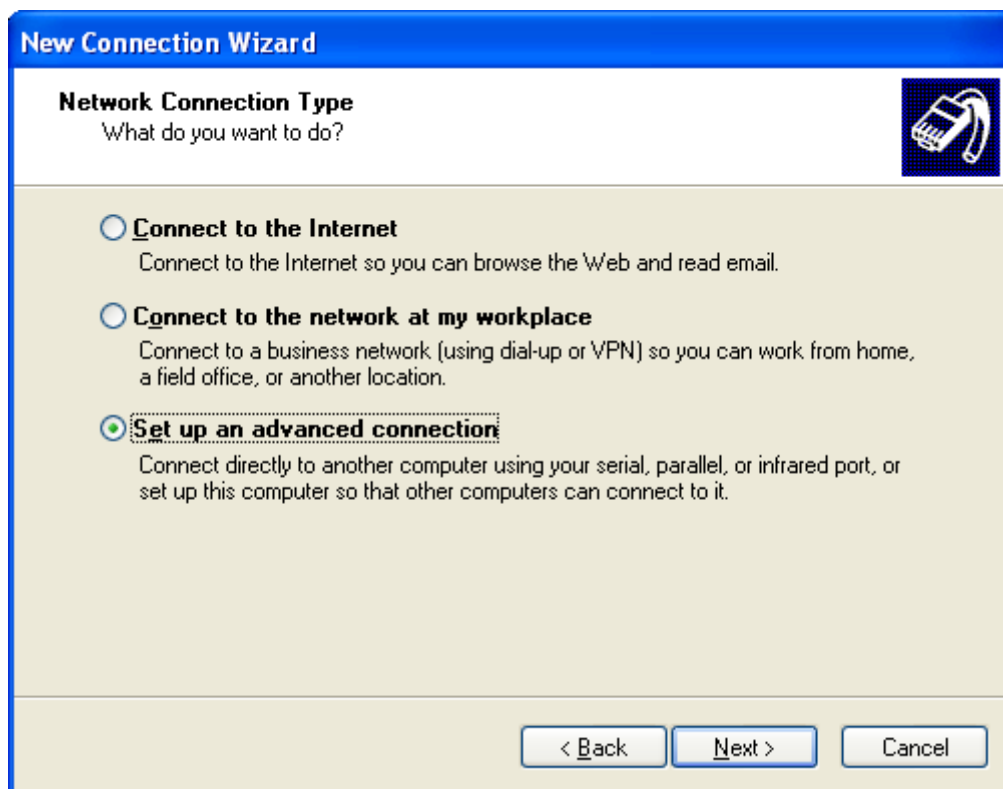 New Connection Wizard
Network Connection Type
What do you want to do?
Connect to the Internet
Connect to the Internet so you can browse the Web and read email.
Connect to the network at my workplace
Connect to a business network (using dial-up or VPN) so you can work from home,
a field office, or another location.
Set up an advanced connection
Connect directly to another computer using your serial, parallel, or infrared port, or
set up this computer so that other computers can connect to it.
< Back Next > Cancel